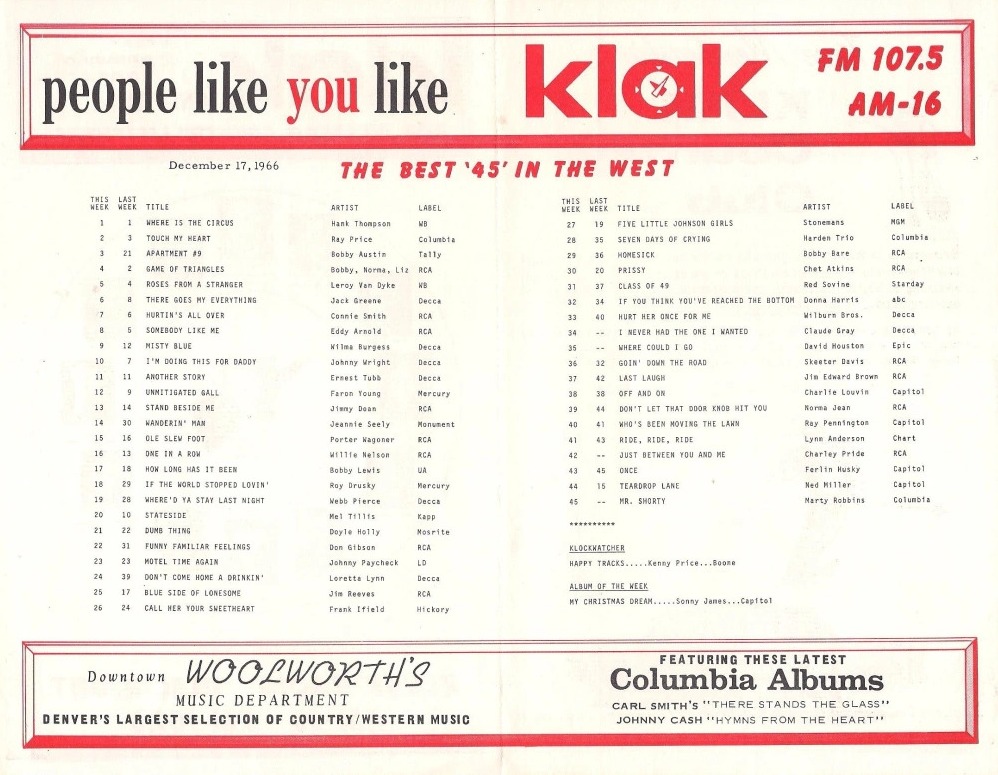 people like you like klak FM 107.5
AM-16
December 17, 1966 THE BEST '45' IN THE WEST
THIS WEEK LAST WEEK TITLE ARTIST LABEL
1 1 WHERE IS THE CIRCUS Hank Thompson WB
2 3 TOUCH MY HEART Ray Price Columbia
3 21 APARTMENT #9 Bobby Austin Tally
4 2 GAME OF TRIANGLES Bobby, Norma, Liz RCA
5 4 ROSES FROM A STRANGER Leroy Van Dyke WB
6 8 THERE GOES MY EVERYTHING Jack Greene Decca
7 6 HURTIN'S ALL OVER Connie Smith RCA
8 5 SOMEBODY LIKE ME Eddy Arnold RCA
9 12 MISTY BLUE Wilma Burgess Decca
10 7 I'M DOING THIS FOR DADDY Johnny Wright Decca
11 11 ANOTHER STORY Ernest Tubb Decca
12 9 UNMITIGATED GALL Faron Young Mercury
13 14 STAND BESIDE ME Jimmy Dean RCA
14 30 WANDERIN' MAN Jeannie Seely Monument
15 16 OLE SLEW FOOT Porter Wagoner RCA
16 13 ONE IN A ROW Willie Nelson RCA
17 18 HOW LONG HAS IT BEEN Bobby Lewis UA
18 29 IF THE WORLD STOPPED LOVIN' Roy Drusky Mercury
19 28 WHERE'D YA STAY LAST NIGHT Webb Pierce Decca
20 10 STATESIDE Mel Tillis Kapp
21 22 DUMB THING Doyle Holly Mosrite
22 31 FUNNY FAMILIAR FEELINGS Don Gibson RCA
23 23 MOTEL TIME AGAIN Johnny Paycheck LD
24 39 DON'T COME HOME A DRINKIN' Loretta Lynn Decca
25 17 BLUE SIDE OF LONESOME Jim Reeves RCA
26 24 CALL HER YOUR SWEETHEART Frank Ifield Hickory
THIS WEEK LAST WEEK TITLE ARTIST LABEL
27 19 FIVE LITTLE JOHNSON GIRLS Stonemans MGM
28 35 SEVEN DAYS OF CRYING Harden Trio Columbia
29 36 HOMESICK Bobby Bare RCA
30 20 PRISSY Chet Atkins RCA
31 37 CLASS OF 49 Red Sovine Starday
32 34 IF YOU THINK YOU'VE REACHED THE BOTTOM Donna Harris abc
33 40 HURT HER ONCE FOR ME Wilburn Bros. Decca
34 -- I NEVER HAD THE ONE I WANTED Claude Gray Decca
35 -- WHERE COULD I GO David Houston Epic
36 32 GOIN' DOWN THE ROAD Skeeter Davis RCA
37 42 LAST LAUGH Jim Edward Brown RCA
38 38 OFF AND ON Charlie Louvin Capitol
39 44 DON'T LET THAT DOOR KNOB HIT YOU Norma Jean RCA
40 41 WHO'S BEEN MOVING THE LAWN Ray Pennington Capitol
41 43 RIDE, RIDE, RIDE Lynn Anderson Chart
42 -- JUST BETWEEN YOU AND ME Charley Pride RCA
43 45 ONCE Ferlin Husky Capitol
44 15 TEARDROP LANE Ned Miller Capitol
45 -- MR. SHORTY Marty Robbins Columbia
**********
KLOCKWATCHER
HAPPY TRACKS.....Kenny Price...Boone
ALBUM OF THE WEEK
MY CHRISTMAS DREAM.....Sonny James...Capitol
Downtown WOOLWORTH'S
MUSIC DEPARTMENT
DENVER'S LARGEST SELECTION OF COUNTRY/WESTERN MUSIC
FEATURING THESE LATEST
Columbia Albums
CARL SMITH'S "THERE STANDS THE GLASS"
JOHNNY CASH "HYMNS FROM THE HEART"